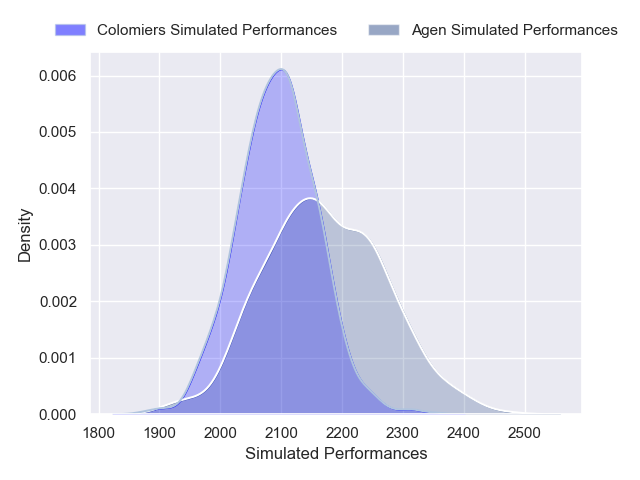 Colomiers Simulated Performances
Agen Simulated Performances
0.006
0.005
0.004
0.003
0.002
0.001
0.000
Density
1800 1900 2000 2100 2200 2300 2400 2500
Simulated Performances